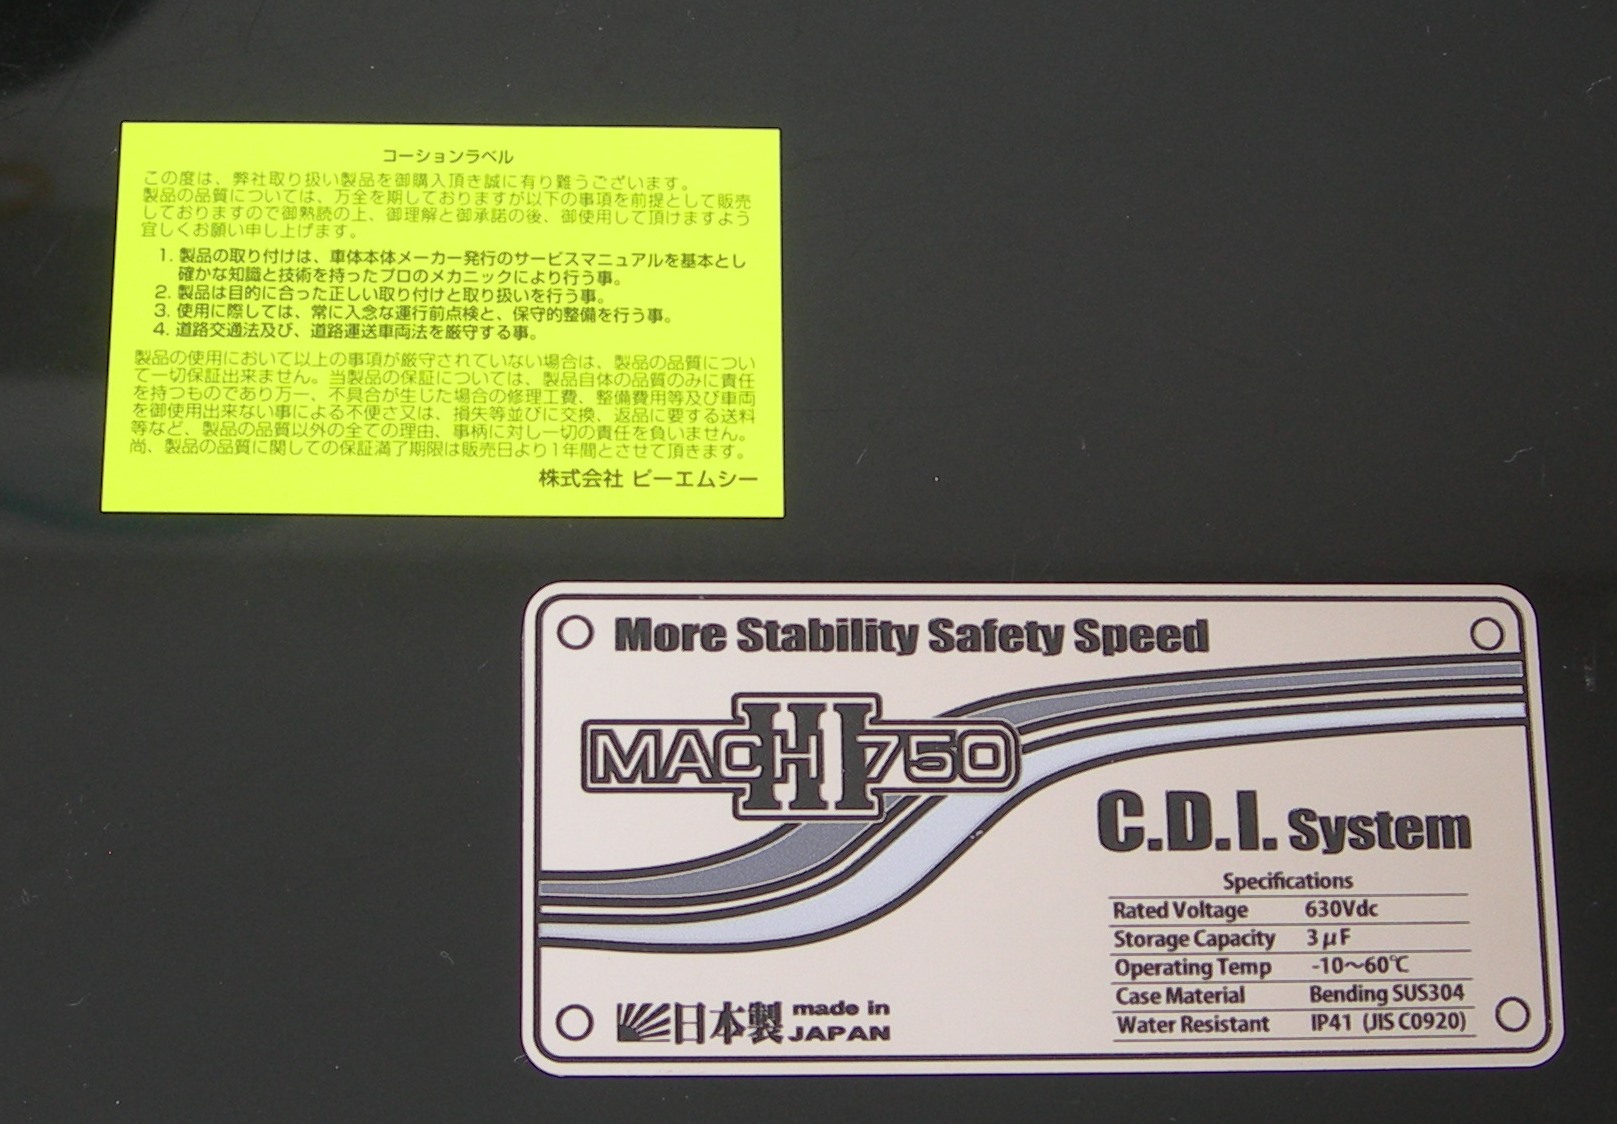 コーションラベル
この度は、弊社取り扱い製品を御購入頂き誠に有り難うございます。
製品の品質については、万全を期しておりますが以下の事項を前提として販売
しておりますので御熟読の上、御理解と御承諾の後、御使用して頂けますよう
宜しくお願い申し上げます。
1. 製品の取り付けは、車体本体メーカー発行のサービスマニュアルを基本とし
確かな知識と技術を持ったプロのメカニックにより行う事。
2. 製品は目的に合った正しい取り付けと取り扱いを行う事。
3. 使用に際しては、常に入念な運行前点検と、保守的整備を行う事。
4. 道路交通法及び、道路運送車両法を厳守する事。
製品の使用において以上の事項が厳守されていない場合は、製品の品質につい
て一切保証出来ません。当製品の保証については、製品自体の品質のみに責任
を持つものであり万一、不具合が生じた場合の修理工費、整備費用等及び車両
を御使用出来ない事による不便さ又は、損失等並びに交換、返品に要する送料
等など、製品の品質以外の全ての理由、事柄に対し一切の責任を負いません。
尚、製品の品質に関しての保証満了期限は販売日より1年間とさせて頂きます。
株式会社 ビーエムシー
More Stability Safety Speed
MACH III 750
C.D.I. System
Specifications
Rated Voltage 630Vdc
Storage Capacity 3μF
Operating Temp -10〜60℃
Case Material Bending SUS304
Water Resistant IP41 (JIS C0920)
日本製 made in
JAPAN